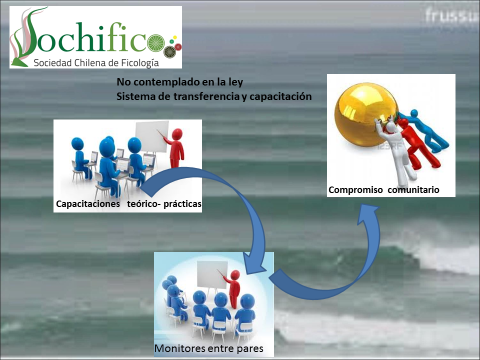 frussu
Sochifico
Sociedad Chilena de Ficología
No contemplado en la ley
Sistema de transferencia y capacitación
Capacitaciones teórico- prácticas
Compromiso comunitario
Monitores entre pares